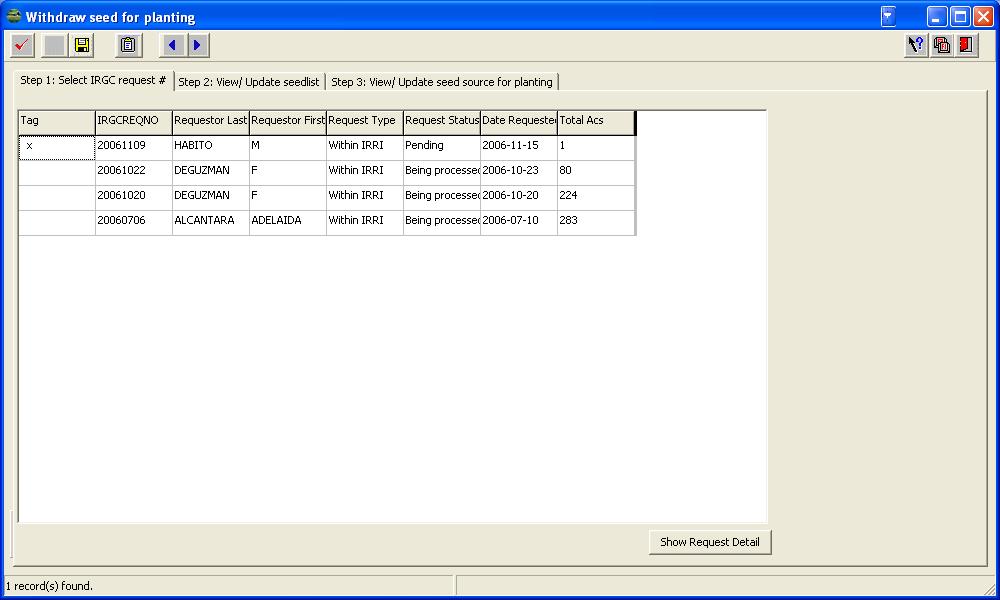 Withdraw seed for planting
Step 1: Select IRGC request # Step 2: View/ Update seedlist Step 3: View/ Update seed source for planting
Tag IRGCREQNO Requestor Last Requestor First Request Type Request Status Date Requested Total Acs
x 20061109 HABITO M Within IRRI Pending 2006-11-15 1
20061022 DEGUZMAN F Within IRRI Being processed 2006-10-23 80
20061020 DEGUZMAN F Within IRRI Being processed 2006-10-20 224
20060706 ALCANTARA ADELAIDA Within IRRI Being processed 2006-07-10 283
Show Request Detail
1 record(s) found.